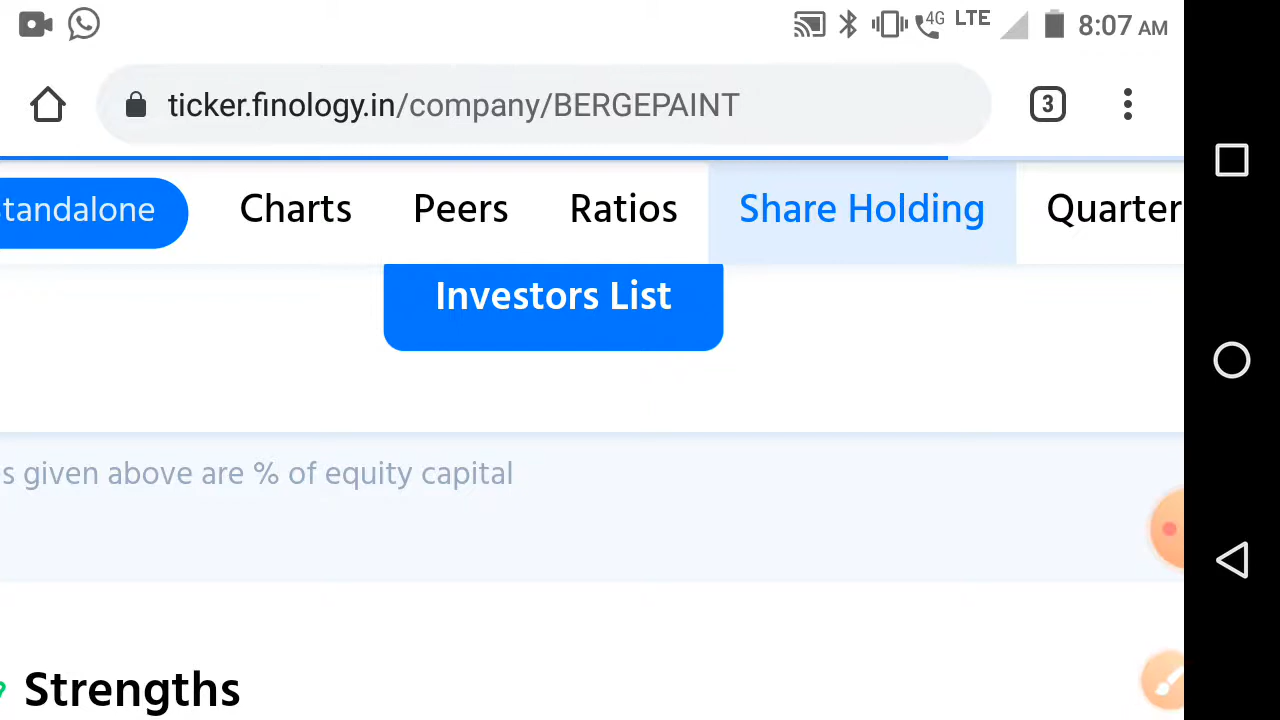 4G LTE 8:07 AM
ticker.finology.in/company/BERGEPAINT 3
tandalone Charts Peers Ratios Share Holding Quarter
Investors List
s given above are % of equity capital
Strengths